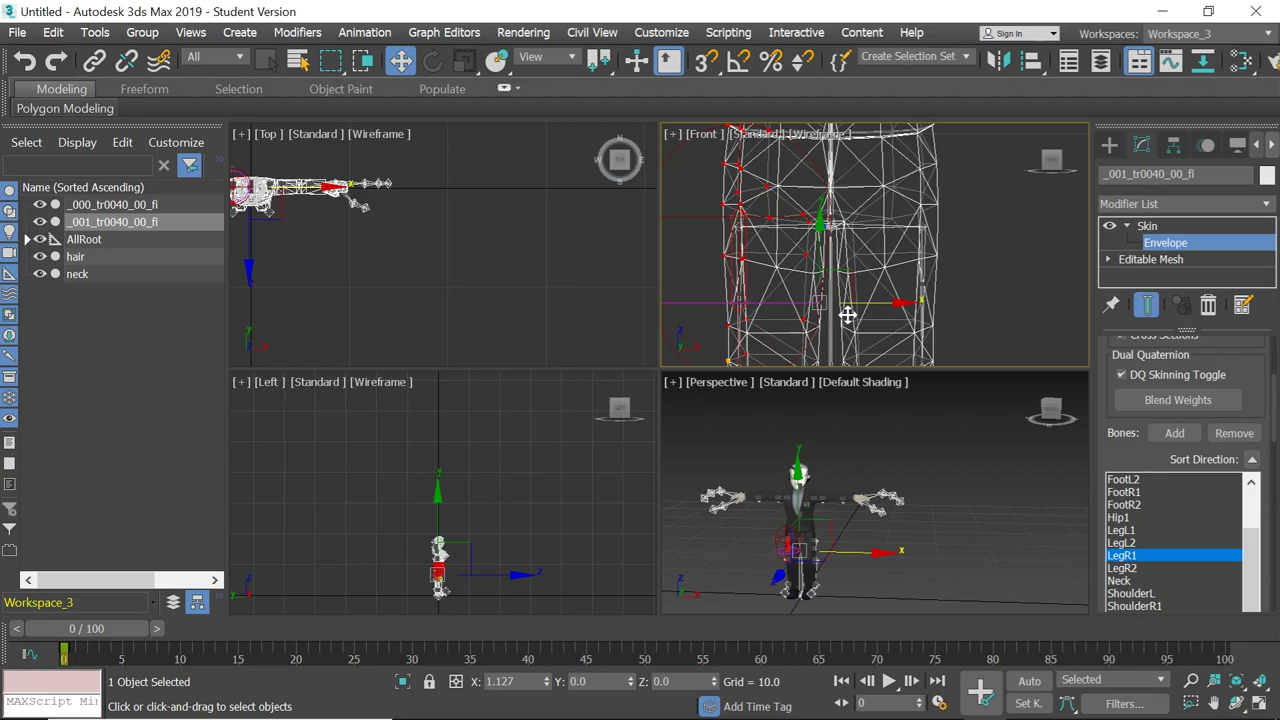 Untitled - Autodesk 3ds Max 2019 - Student Version
File Edit Tools Group Views Create Modifiers Animation Graph Editors Rendering Civil View Customize Scripting Interactive Content Help Sign In Workspaces: Workspace_3
All View Create Selection Set
Modeling Freeform Selection Object Paint Populate
Polygon Modeling
Select Display Edit Customize
Name (Sorted Ascending)
_000_tr0040_00_fi
_001_tr0040_00_fi
AllRoot
hair
neck
Workspace_3
[+] [Top] [Standard] [Wireframe]
[+] [Front] [Standard] [Wireframe]
[+] [Left] [Standard] [Wireframe]
[+] [Perspective] [Standard] [Default Shading]
_001_tr0040_00_fi
Modifier List
Skin
Envelope
Editable Mesh
Cross Sections
Dual Quaternion
DQ Skinning Toggle
Blend Weights
Bones: Add Remove
Sort Direction:
FootL2
FootR1
FootR2
Hip1
LegL1
LegL2
LegR1
LegR2
Neck
ShoulderL
ShoulderR1
0 / 100
0 5 10 15 20 25 30 35 40 45 50 55 60 65 70 75 80 85 90 95 100
1 Object Selected X: 1.127 Y: 0.0 Z: 0.0 Grid = 10.0 Auto Selected
MAXScript Min Click or click-and-drag to select objects Add Time Tag 0 Set K. Filters...